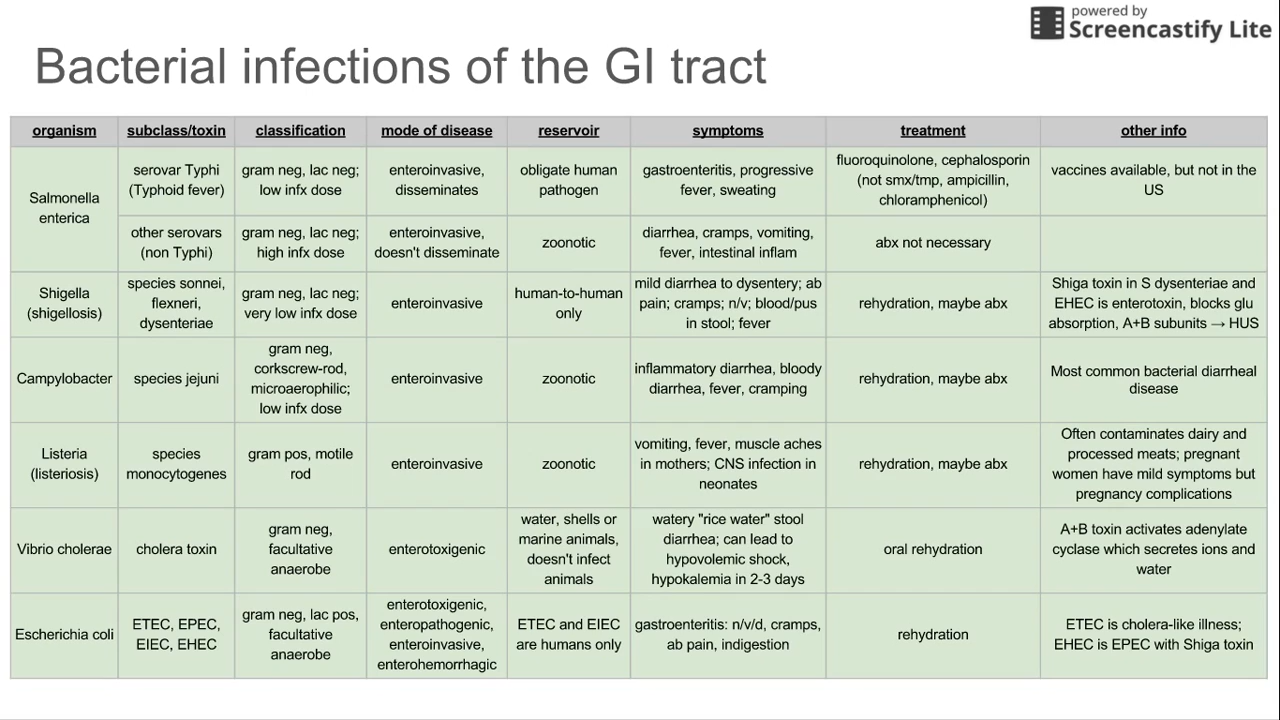 powered by
Screencastify Lite
Bacterial infections of the GI tract
organism
subclass/toxin
classification
mode of disease
reservoir
symptoms
treatment
other info
Salmonella
enterica
serovar Typhi
(Typhoid fever)
gram neg, lac neg;
low infx dose
enteroinvasive,
disseminates
obligate human
pathogen
gastroenteritis, progressive
fever, sweating
fluoroquinolone, cephalosporin
(not smx/tmp, ampicillin,
chloramphenicol)
vaccines available, but not in the
US
other serovars
(non Typhi)
gram neg, lac neg;
high infx dose
enteroinvasive,
doesn't disseminate
zoonotic
diarrhea, cramps, vomiting,
fever, intestinal inflam
abx not necessary
Shigella
(shigellosis)
species sonnei,
flexneri,
dysenteriae
gram neg, lac neg;
very low infx dose
enteroinvasive
human-to-human
only
mild diarrhea to dysentery; ab
pain; cramps; n/v; blood/pus
in stool; fever
rehydration, maybe abx
Shiga toxin in S dysenteriae and
EHEC is enterotoxin, blocks glu
absorption, A+B subunits → HUS
Campylobacter
species jejuni
gram neg,
corkscrew-rod,
microaerophilic;
low infx dose
enteroinvasive
zoonotic
inflammatory diarrhea, bloody
diarrhea, fever, cramping
rehydration, maybe abx
Most common bacterial diarrheal
disease
Listeria
(listeriosis)
species
monocytogenes
gram pos, motile
rod
enteroinvasive
zoonotic
vomiting, fever, muscle aches
in mothers; CNS infection in
neonates
rehydration, maybe abx
Often contaminates dairy and
processed meats; pregnant
women have mild symptoms but
pregnancy complications
Vibrio cholerae
cholera toxin
gram neg,
facultative
anaerobe
enterotoxigenic
water, shells or
marine animals,
doesn't infect
animals
watery "rice water" stool
diarrhea; can lead to
hypovolemic shock,
hypokalemia in 2-3 days
oral rehydration
A+B toxin activates adenylate
cyclase which secretes ions and
water
Escherichia coli
ETEC, EPEC,
EIEC, EHEC
gram neg, lac pos,
facultative
anaerobe
enterotoxigenic,
enteropathogenic,
enteroinvasive,
enterohemorrhagic
ETEC and EIEC
are humans only
gastroenteritis: n/v/d, cramps,
ab pain, indigestion
rehydration
ETEC is cholera-like illness;
EHEC is EPEC with Shiga toxin